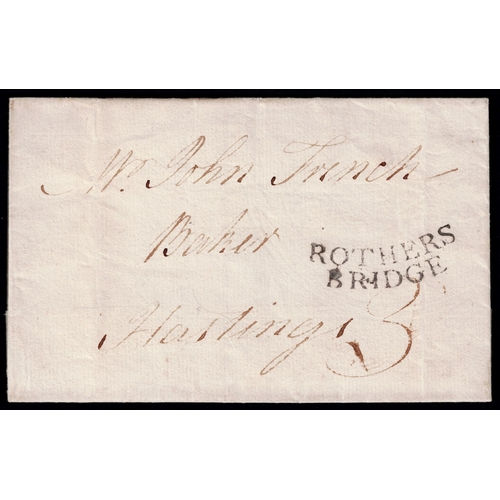 Mr. John French
Baker
ROTHERS
BRIDGE
Hastings
3